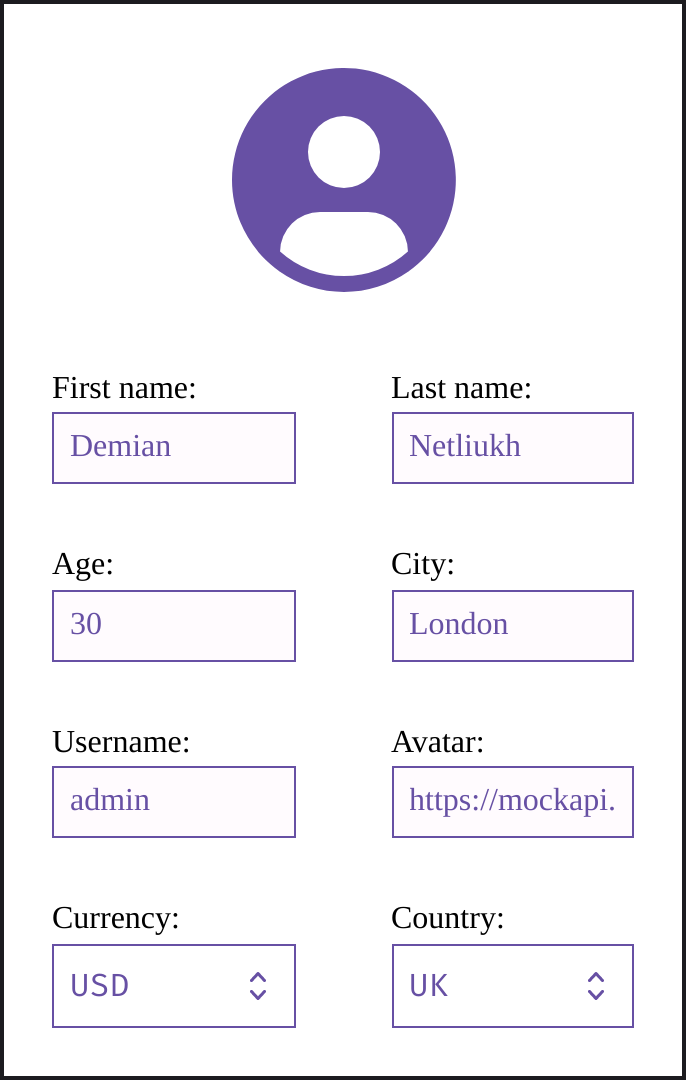 First name: Last name:
Demian Netliukh
Age: City:
30 London
Username: Avatar:
admin https://mockapi.
Currency: Country:
USD UK